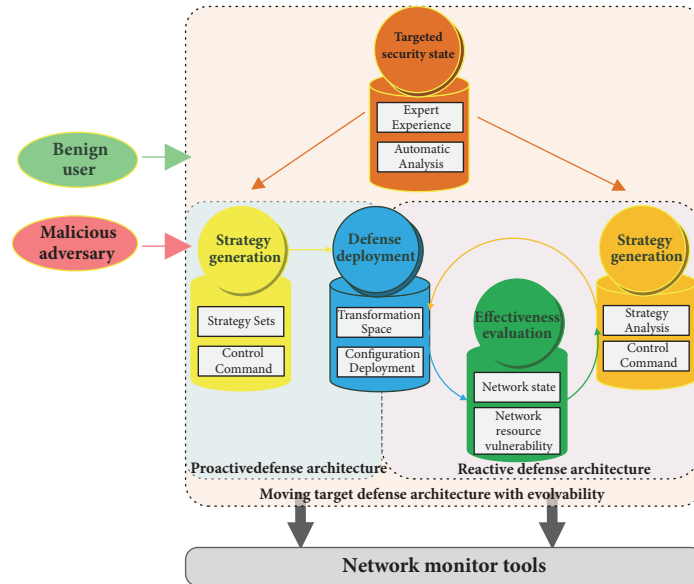 Targeted
security state
Expert
Experience
Automatic
Analysis
Benign
user
Malicious
adversary
Strategy
generation
Defense
deployment
Strategy
generation
Effectiveness
evaluation
Strategy Sets
Control
Command
Transformation
Space
Configuration
Deployment
Network state
Network
resource
vulnerability
Strategy
Analysis
Control
Command
Proactivedefense architecture
Reactive defense architecture
Moving target defense architecture with evolvability
Network monitor tools